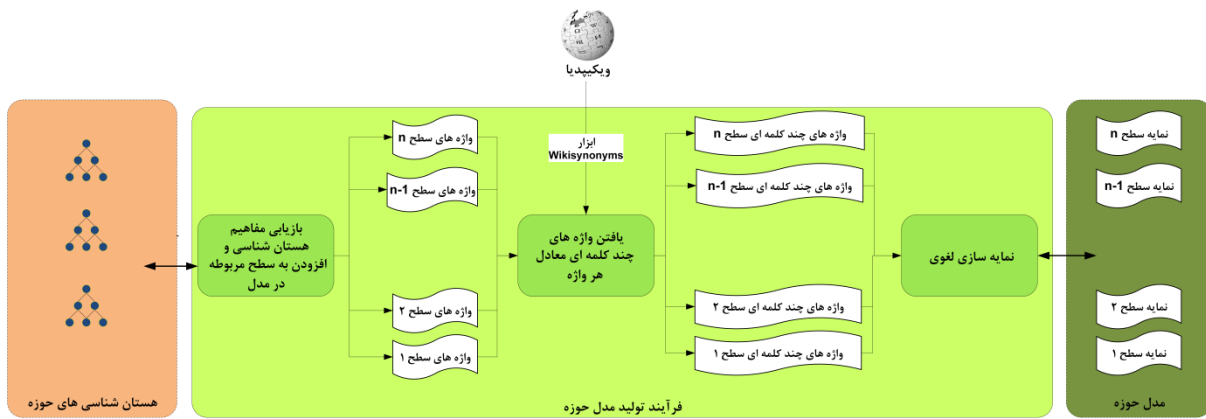 ویکیپدیا
ابزار
Wikisynonyms
بازیابی مفاهیم
هستان شناسی و
افزودن به سطح مربوطه
در مدل
واژه های سطح n
واژه های سطح n-1
واژه های سطح ۲
واژه های سطح ۱
یافتن واژه های
چند کلمه ای معادل
هر واژه
واژه های چند کلمه ای سطح n
واژه های چند کلمه ای سطح n-1
واژه های چند کلمه ای سطح ۲
واژه های چند کلمه ای سطح ۱
نمایه سازی لغوی
نمایه سطح n
نمایه سطح n-1
نمایه سطح ۲
نمایه سطح ۱
هستان شناسی های حوزه
فرآیند تولید مدل حوزه
مدل حوزه